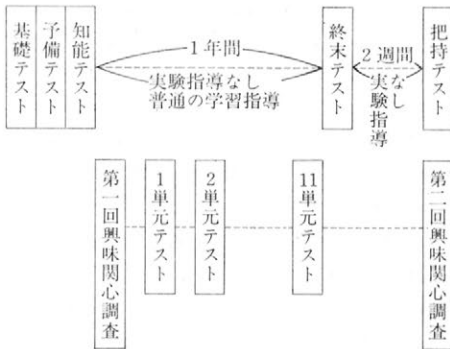 基礎テスト
予備テスト
知能テスト
1年間
実験指導なし
普通の学習指導
終末テスト
2週間
実験指導
なし
把持テスト
第一回興味関心調査
1単元テスト
2単元テスト
11単元テスト
第二回興味関心調査